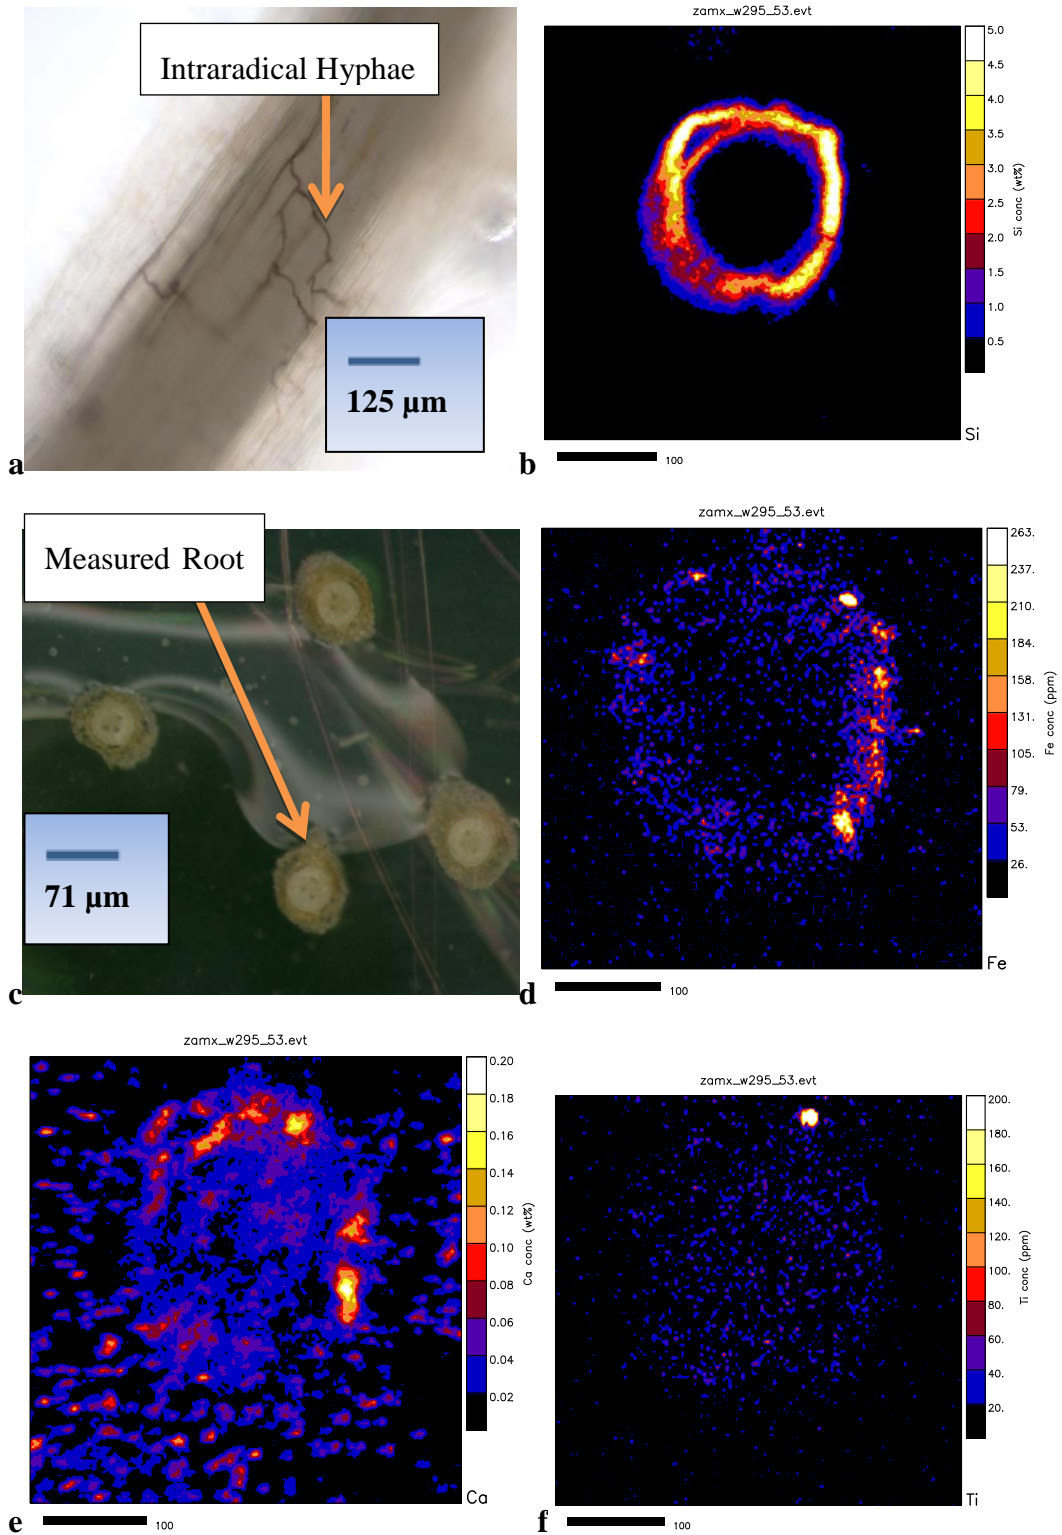 Intraradical Hyphae
125 µm
a
zamx_w295_53.evt
5.0
4.5
4.0
3.5
3.0
2.5
2.0
1.5
1.0
0.5
Si conc (wt%)
Si
100
b
Measured Root
71 µm
c
zamx_w295_53.evt
263.
237.
210.
184.
158.
131.
105.
79.
53.
26.
Fe conc (ppm)
Fe
100
d
zamx_w295_53.evt
0.20
0.18
0.16
0.14
0.12
0.10
0.08
0.06
0.04
0.02
Ca conc (wt%)
Ca
100
e
zamx_w295_53.evt
200.
180.
160.
140.
120.
100.
80.
60.
40.
20.
Ti conc (ppm)
Ti
100
f